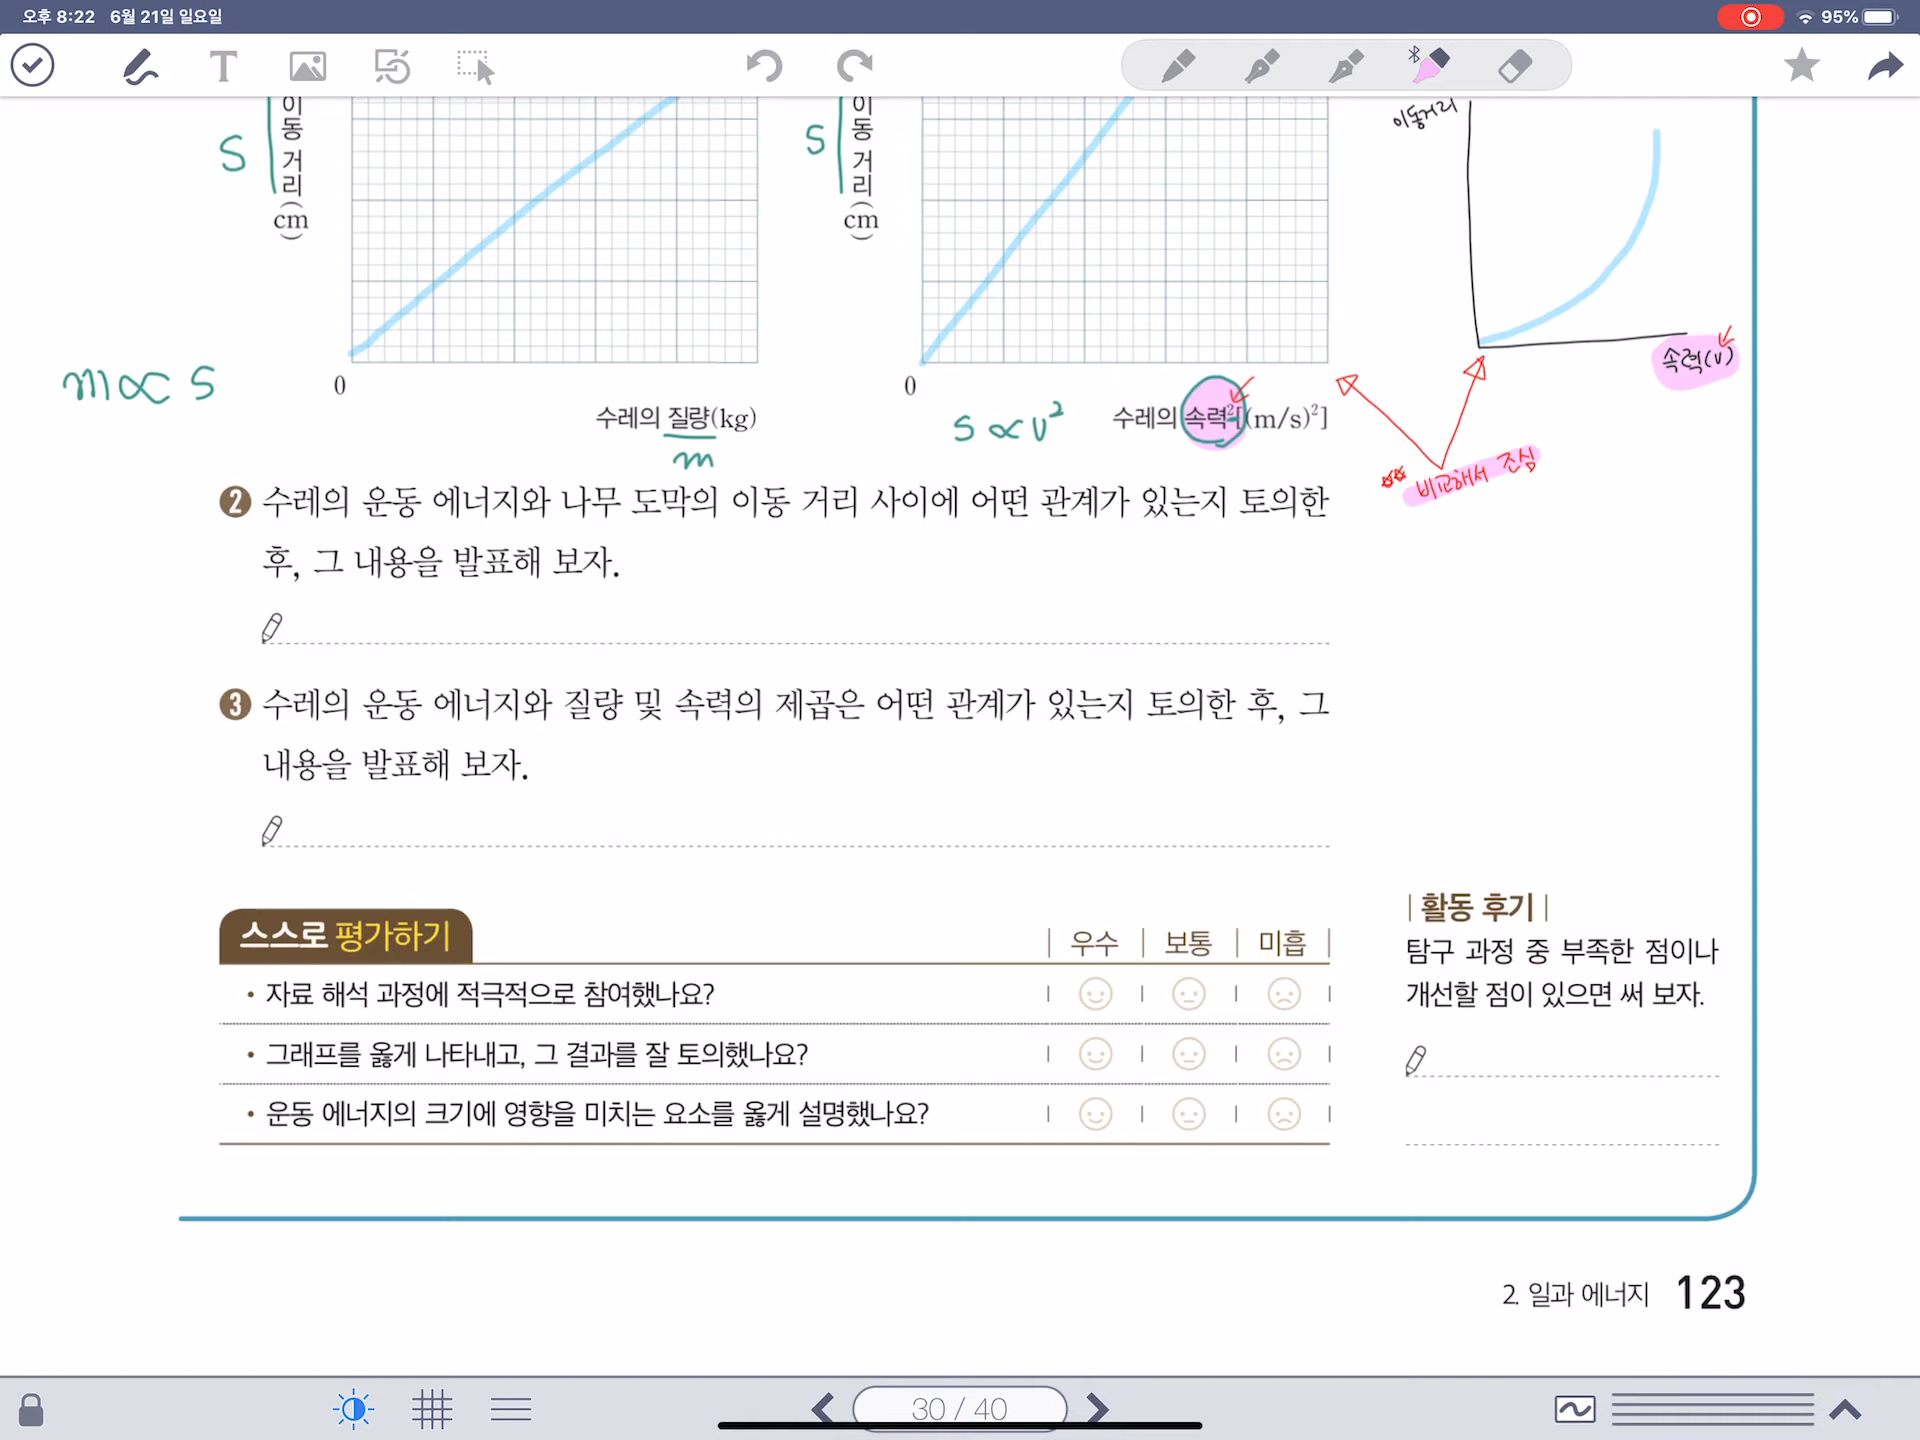 오후 8:22 6월 21일 일요일
95%
T
S
이동 거리(cm)
S
이동 거리(cm)
이동거리
속력(v)
m∝s
0
수레의 질량(kg)
m
0
s∝v²
수레의 속력²[(m/s)²]
비교해서 조심
2 수레의 운동 에너지와 나무 도막의 이동 거리 사이에 어떤 관계가 있는지 토의한
후, 그 내용을 발표해 보자.
3 수레의 운동 에너지와 질량 및 속력의 제곱은 어떤 관계가 있는지 토의한 후, 그
내용을 발표해 보자.
스스로 평가하기 | 우수 | 보통 | 미흡 |
• 자료 해석 과정에 적극적으로 참여했나요?
• 그래프를 옳게 나타내고, 그 결과를 잘 토의했나요?
• 운동 에너지의 크기에 영향을 미치는 요소를 옳게 설명했나요?
| 활동 후기 |
탐구 과정 중 부족한 점이나
개선할 점이 있으면 써 보자.
2. 일과 에너지 123
30 / 40